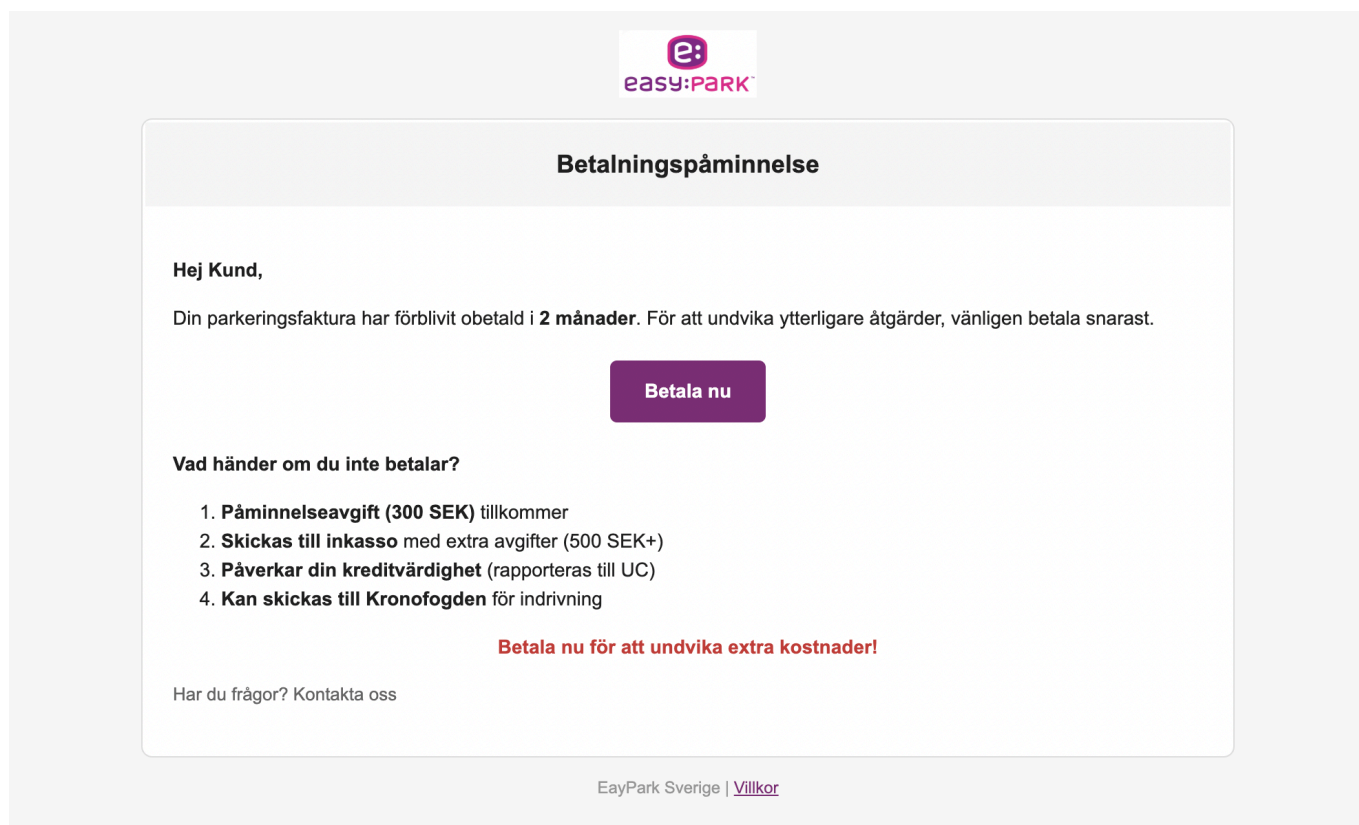 e:
easy:PARK™
Betalningspåminnelse
Hej Kund,
Din parkeringsfaktura har förblivit obetald i 2 månader. För att undvika ytterligare åtgärder, vänligen betala snarast.
Betala nu
Vad händer om du inte betalar?
1. Påminnelseavgift (300 SEK) tillkommer
2. Skickas till inkasso med extra avgifter (500 SEK+)
3. Påverkar din kreditvärdighet (rapporteras till UC)
4. Kan skickas till Kronofogden för indrivning
Betala nu för att undvika extra kostnader!
Har du frågor? Kontakta oss
EayPark Sverige | Villkor